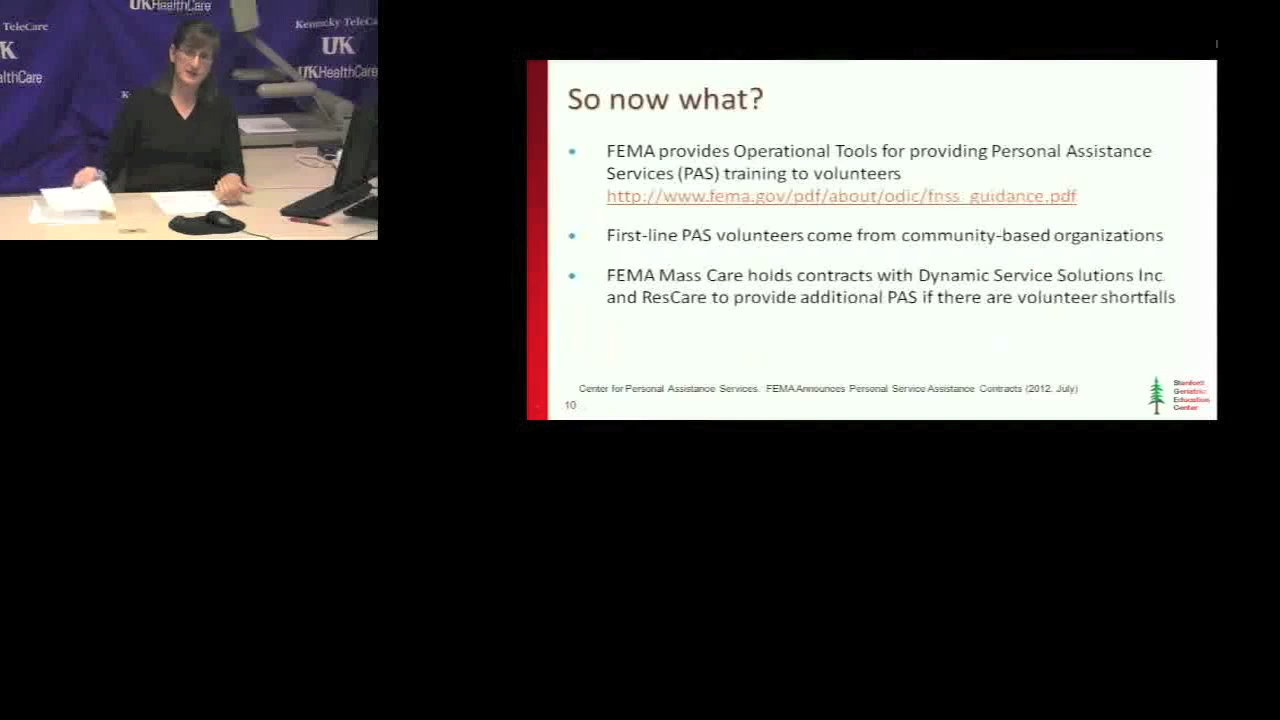 UKHealthCare
TeleCare
K
althCare
Kentucky TeleCa
UK
UKHealthCare
K
So now what?
• FEMA provides Operational Tools for providing Personal Assistance
Services (PAS) training to volunteers
http://www.fema.gov/pdf/about/odic/fnss_guidance.pdf
• First-line PAS volunteers come from community-based organizations
• FEMA Mass Care holds contracts with Dynamic Service Solutions Inc
and ResCare to provide additional PAS if there are volunteer shortfalls
Center for Personal Assistance Services. FEMA Announces Personal Service Assistance Contracts (2012, July)
10
Stanford
Geriatric
Education
Center